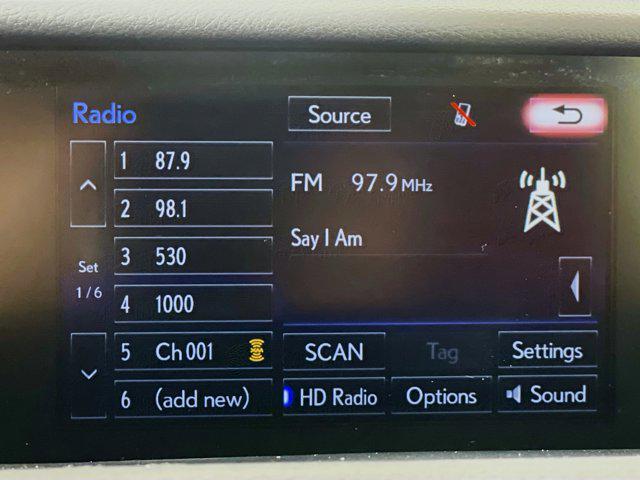 Radio
Source
1 87.9
2 98.1
3 530
4 1000
5 Ch 001
6 (add new)
Set
1/6
FM 97.9 MHz
Say I Am
SCAN
Tag
Settings
HD Radio
Options
Sound